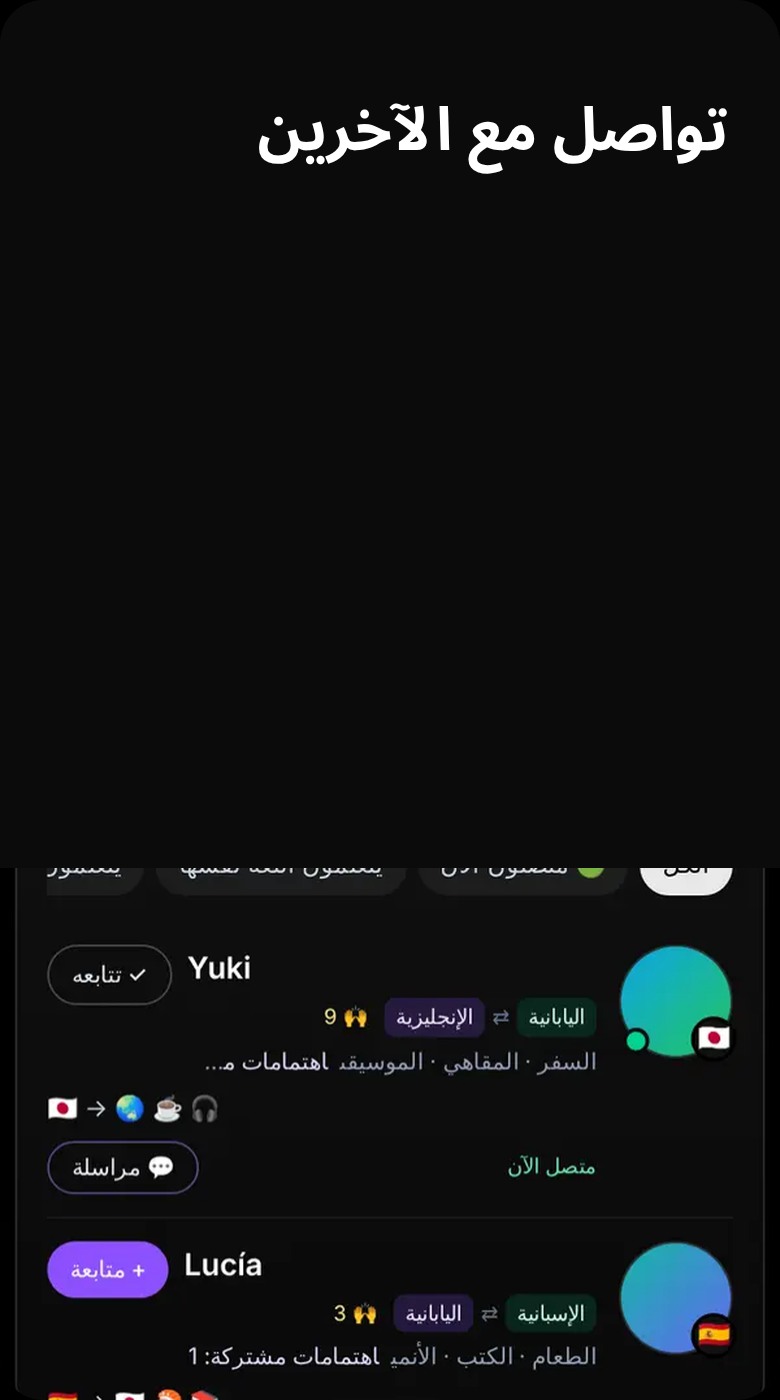 تواصل مع الآخرين
Yuki
✓ تتابعه
اليابانية ⇄ الإنجليزية 🙌 9
السفر · المقاهي · الموسيقى اهتمامات م...
🇯🇵 → 🌏 ☕ 🎧
متصل الآن
💬 مراسلة
Lucía
+ متابعة
الإسبانية ⇄ اليابانية 🙌 3
الطعام · الكتب · الأنمي اهتمامات مشتركة: 1